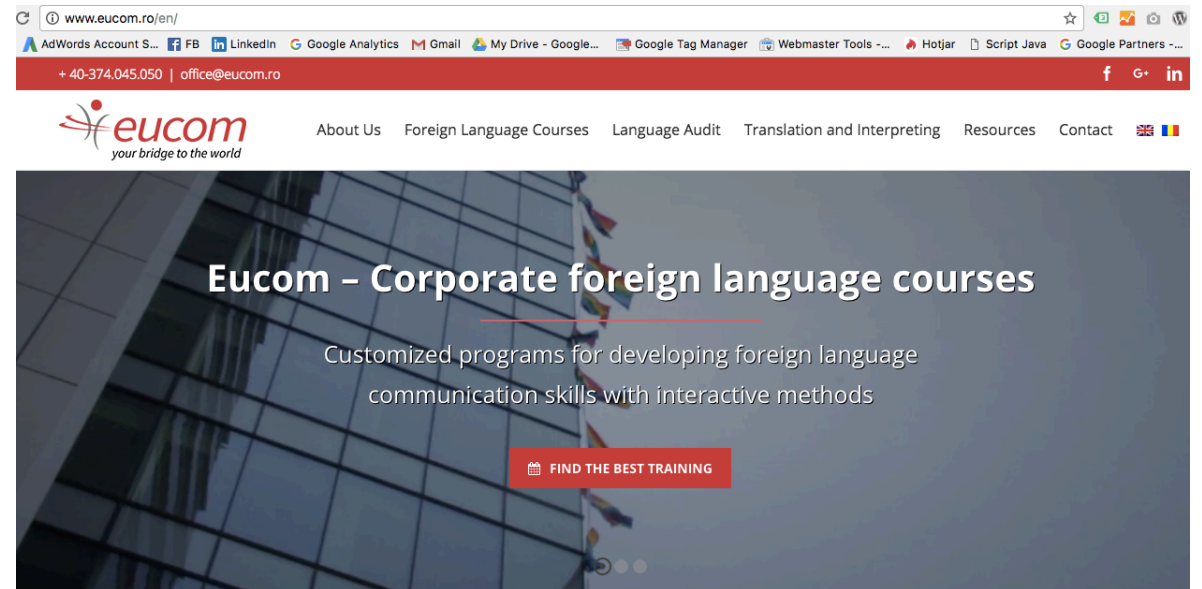 www.eucom.ro/en/
AdWords Account S... FB LinkedIn Google Analytics Gmail My Drive - Google... Google Tag Manager Webmaster Tools -... Hotjar Script Java Google Partners -...
+ 40-374.045.050 | office@eucom.ro f G+ in
eucom
your bridge to the world
About Us Foreign Language Courses Language Audit Translation and Interpreting Resources Contact
Eucom – Corporate foreign language courses
Customized programs for developing foreign language
communication skills with interactive methods
FIND THE BEST TRAINING